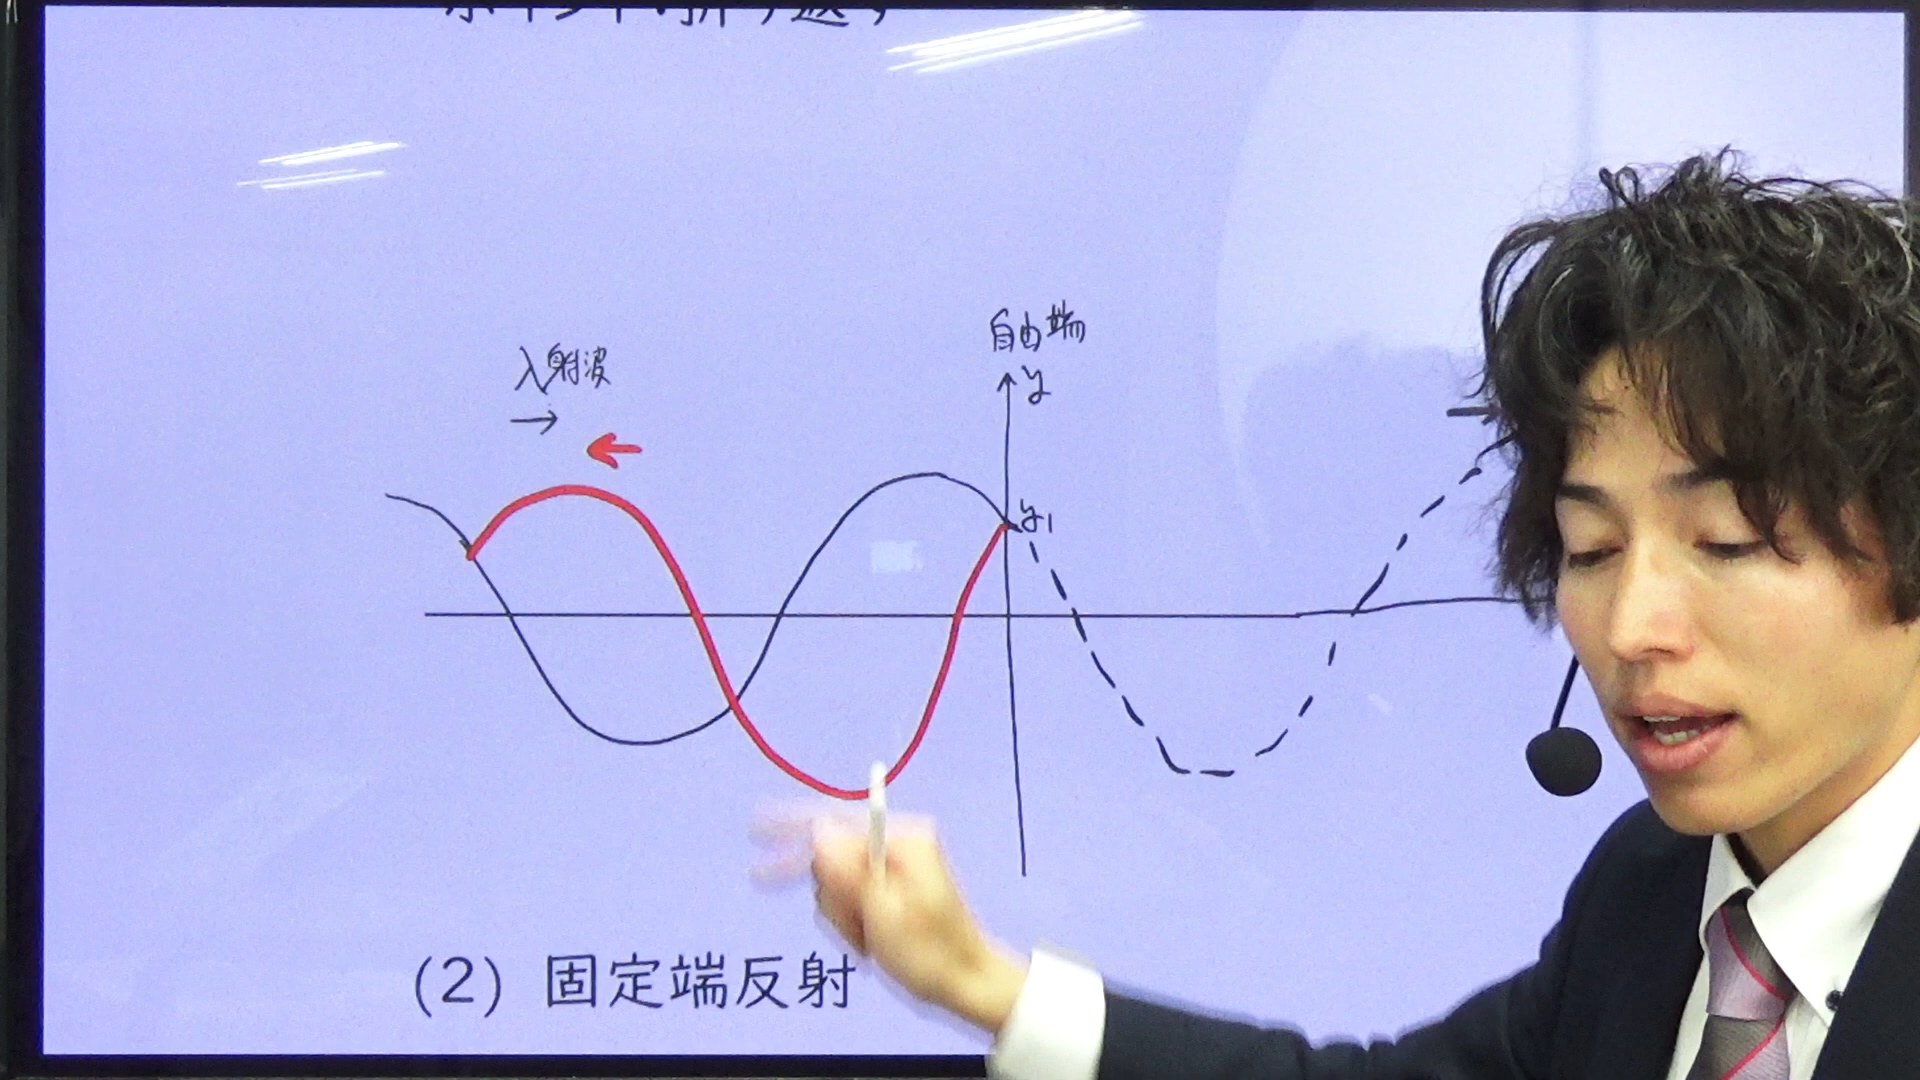 自由端
y
入射波
y₁
(2) 固定端反射